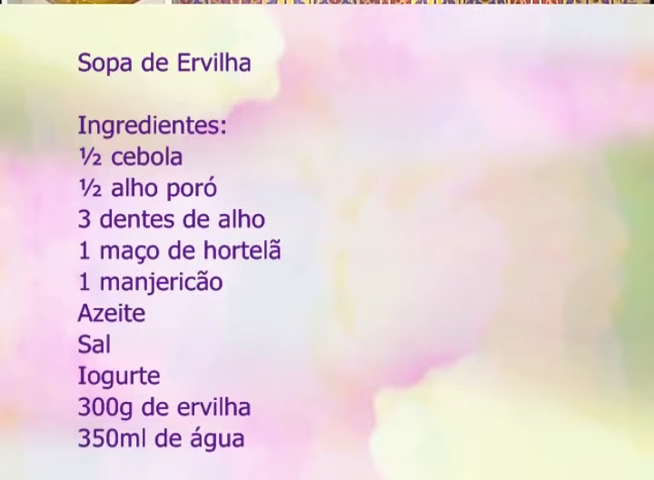 Sopa de Ervilha
Ingredientes:
½ cebola
½ alho poró
3 dentes de alho
1 maço de hortelã
1 manjericão
Azeite
Sal
Iogurte
300g de ervilha
350ml de água